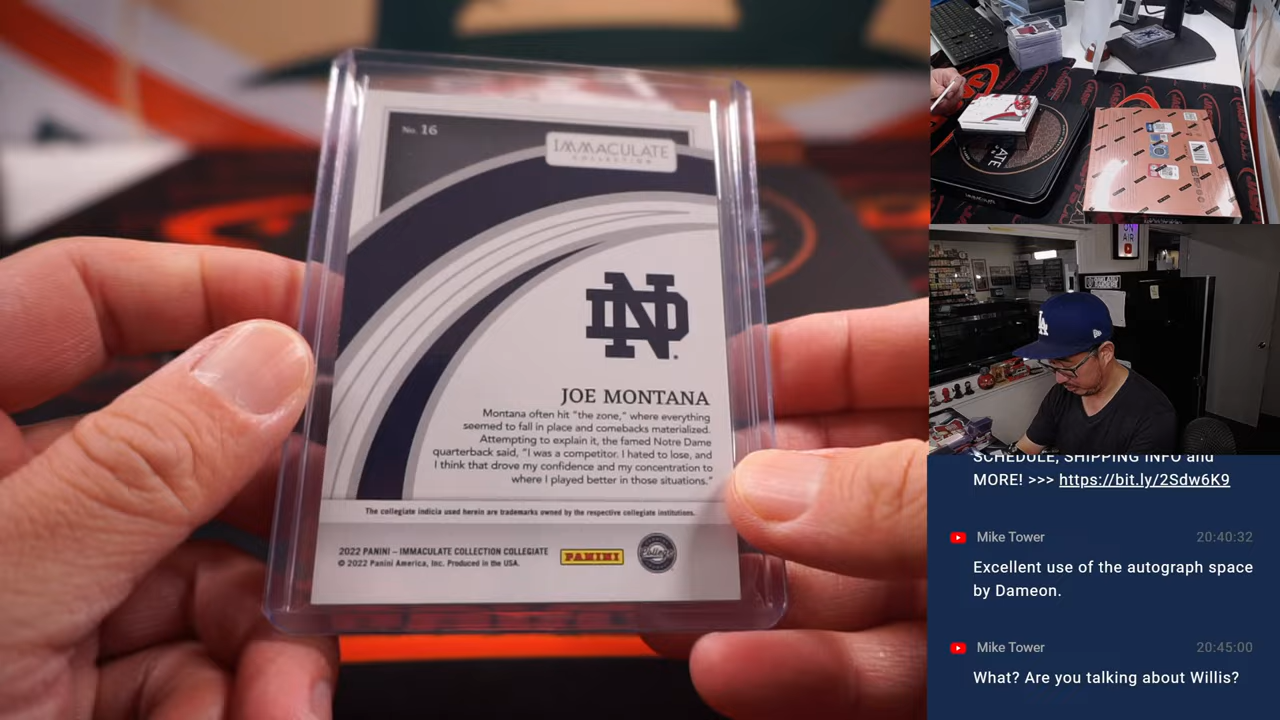 No. 16
IMMACULATE
COLLECTION
ND
JOE MONTANA
Montana often hit "the zone," where everything
seemed to fall in place and comebacks materialized.
Attempting to explain it, the famed Notre Dame
quarterback said, "I was a competitor. I hated to lose, and
I think that drove my confidence and my concentration to
where I played better in those situations."
The collegiate indicia used herein are trademarks owned by the respective collegiate institutions.
2022 PANINI – IMMACULATE COLLECTION COLLEGIATE
© 2022 Panini America, Inc. Produced in the USA.
PANINI
ON
AIR
LA
SCHEDULE, SHIPPING INFO and
MORE! >>> https://bit.ly/2Sdw6K9
Mike Tower 20:40:32
Excellent use of the autograph space
by Dameon.
Mike Tower 20:45:00
What? Are you talking about Willis?